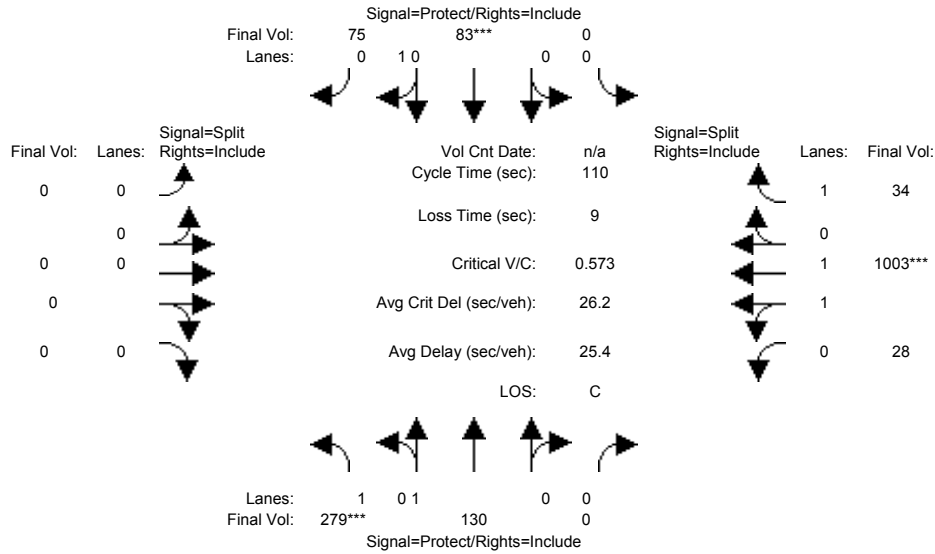 Signal=Protect/Rights=Include
Final Vol: 75 83*** 0
Lanes: 0 1 0 0 0
Signal=Split Signal=Split
Final Vol: Lanes: Rights=Include Vol Cnt Date: n/a Rights=Include Lanes: Final Vol:
Cycle Time (sec): 110
0 0 1 34
Loss Time (sec): 9
0 0
0 0 Critical V/C: 0.573 1 1003***
0 Avg Crit Del (sec/veh): 26.2 1
0 0 Avg Delay (sec/veh): 25.4 0 28
LOS: C
Lanes: 1 0 1 0 0
Final Vol: 279*** 130 0
Signal=Protect/Rights=Include